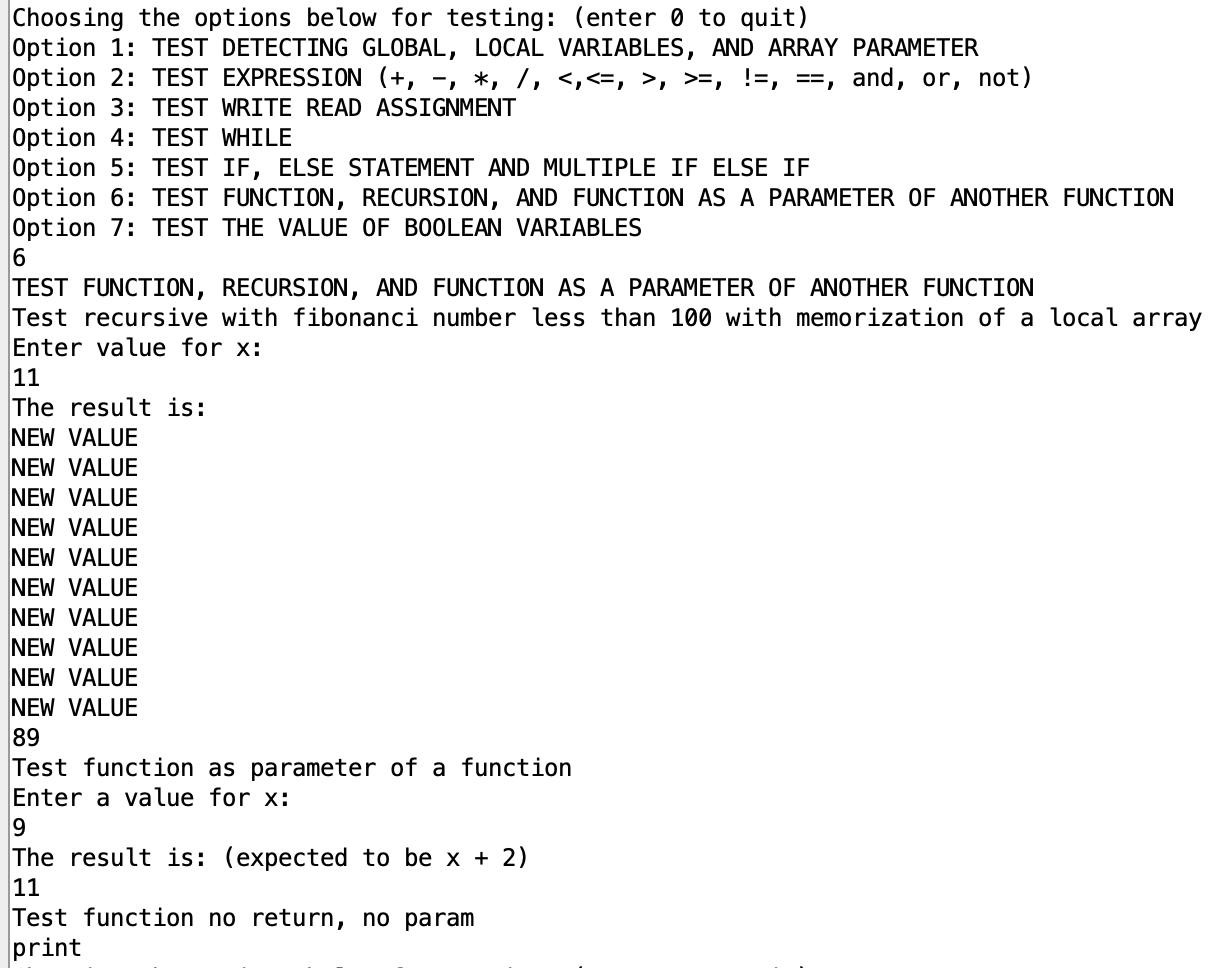 Choosing the options below for testing: (enter 0 to quit)
Option 1: TEST DETECTING GLOBAL, LOCAL VARIABLES, AND ARRAY PARAMETER
Option 2: TEST EXPRESSION (+, -, *, /, <,<=, >, >=, !=, ==, and, or, not)
Option 3: TEST WRITE READ ASSIGNMENT
Option 4: TEST WHILE
Option 5: TEST IF, ELSE STATEMENT AND MULTIPLE IF ELSE IF
Option 6: TEST FUNCTION, RECURSION, AND FUNCTION AS A PARAMETER OF ANOTHER FUNCTION
Option 7: TEST THE VALUE OF BOOLEAN VARIABLES
6
TEST FUNCTION, RECURSION, AND FUNCTION AS A PARAMETER OF ANOTHER FUNCTION
Test recursive with fibonanci number less than 100 with memorization of a local array
Enter value for x:
11
The result is:
NEW VALUE
NEW VALUE
NEW VALUE
NEW VALUE
NEW VALUE
NEW VALUE
NEW VALUE
NEW VALUE
NEW VALUE
NEW VALUE
89
Test function as parameter of a function
Enter a value for x:
9
The result is: (expected to be x + 2)
11
Test function no return, no param
print